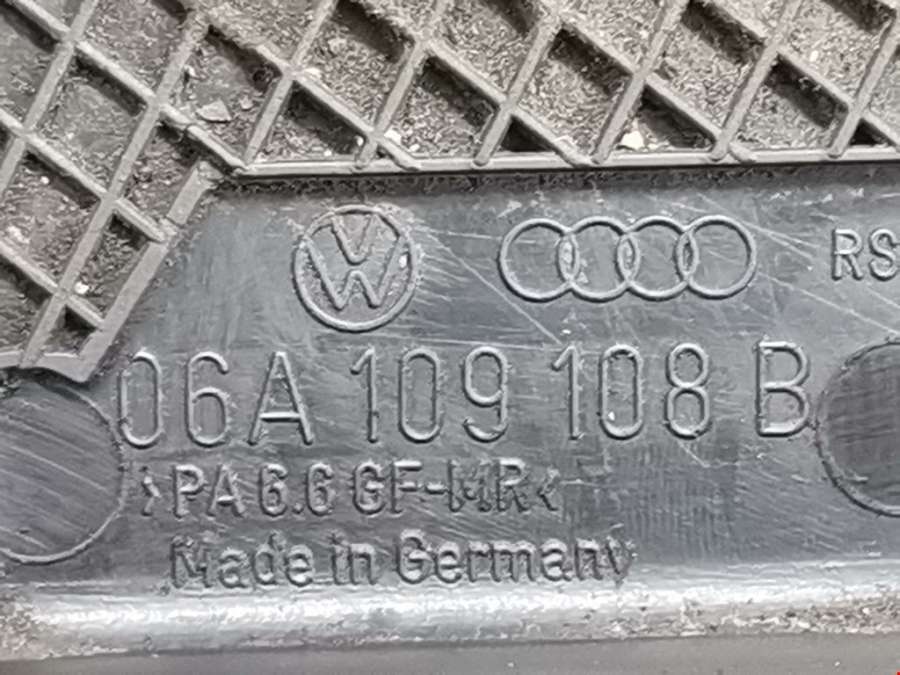 RS
06A 109 108 B
>PA 6.6 GF-MR<
Made in Germany